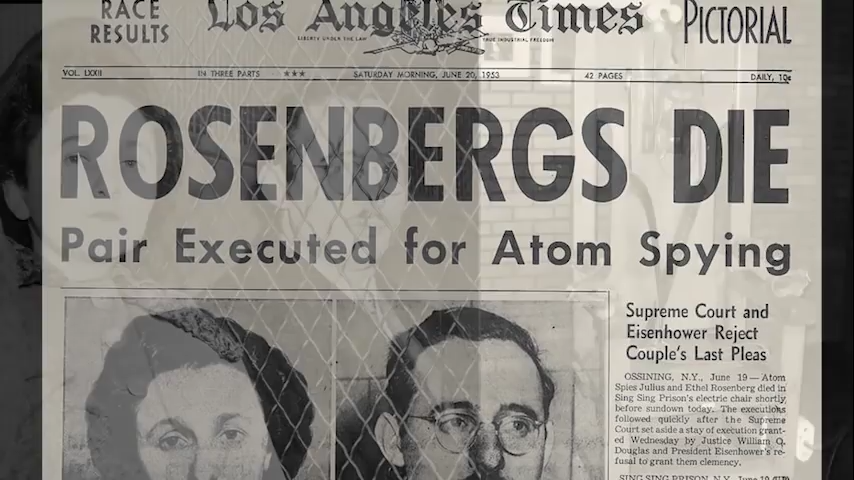 RACE
RESULTS
Los Angeles Times
LIBERTY UNDER THE LAW
TRUE INDUSTRIAL FREEDOM
PICTORIAL
VOL. LXXII
IN THREE PARTS
SATURDAY MORNING, JUNE 20, 1953
42 PAGES
DAILY, 10¢
ROSENBERGS DIE
Pair Executed for Atom Spying
Supreme Court and
Eisenhower Reject
Couple's Last Pleas
OSSINING, N.Y., June 19—Atom
Spies Julius and Ethel Rosenberg died in
Sing Sing Prison's electric chair shortly
before sundown today. The executions
followed quickly after the Supreme
Court set aside a stay of execution grant-
ed Wednesday by Justice William O.
Douglas and President Eisenhower's re-
fusal to grant them clemency.
SING SING PRISON, N.Y., June 19 (UP)